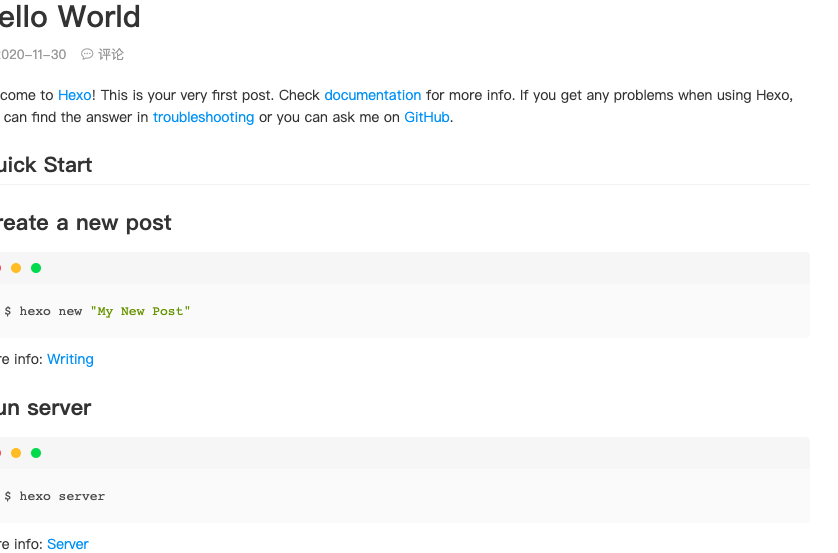 ello World
2020-11-30 评论
come to Hexo! This is your very first post. Check documentation for more info. If you get any problems when using Hexo,
can find the answer in troubleshooting or you can ask me on GitHub.
uick Start
reate a new post
$ hexo new "My New Post"
re info: Writing
un server
$ hexo server
re info: Server